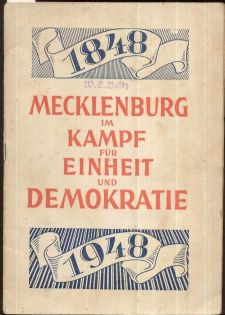 1848
MECKLENBURG
IM
KAMPF
FÜR
EINHEIT
UND
DEMOKRATIE
1948